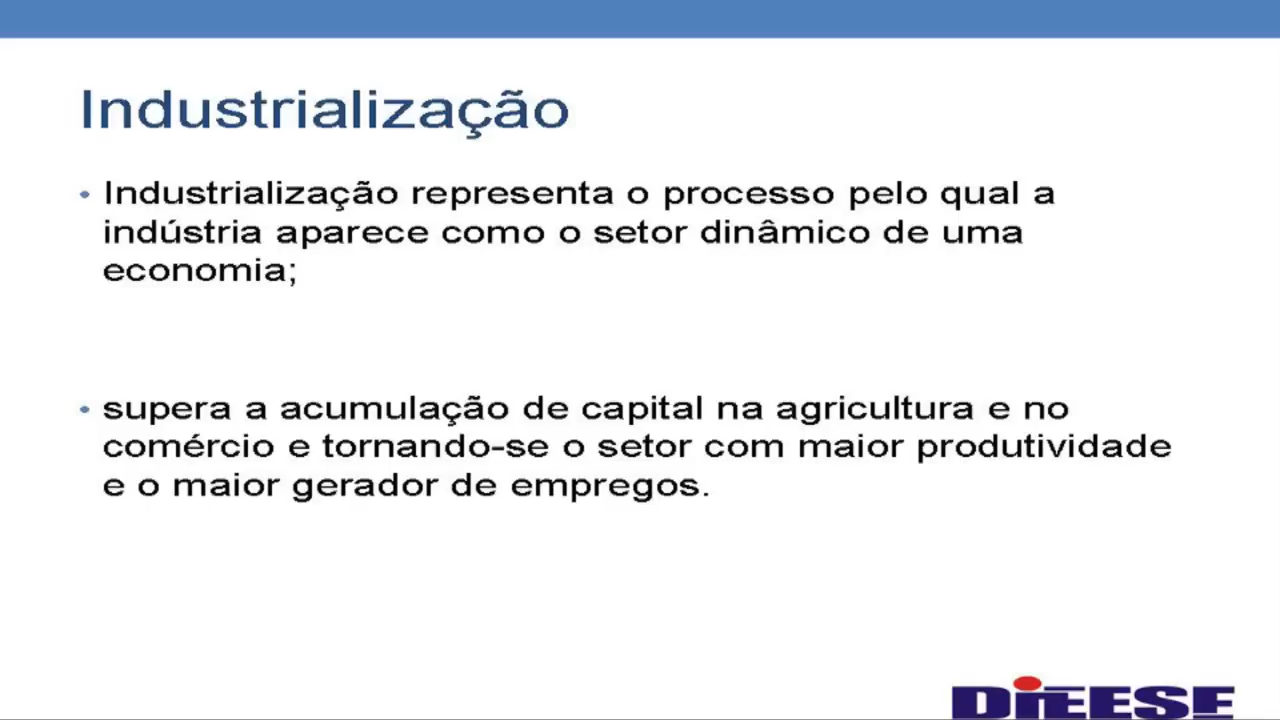 Industrialização
• Industrialização representa o processo pelo qual a
indústria aparece como o setor dinâmico de uma
economia;
• supera a acumulação de capital na agricultura e no
comércio e tornando-se o setor com maior produtividade
e o maior gerador de empregos.
DIEESE